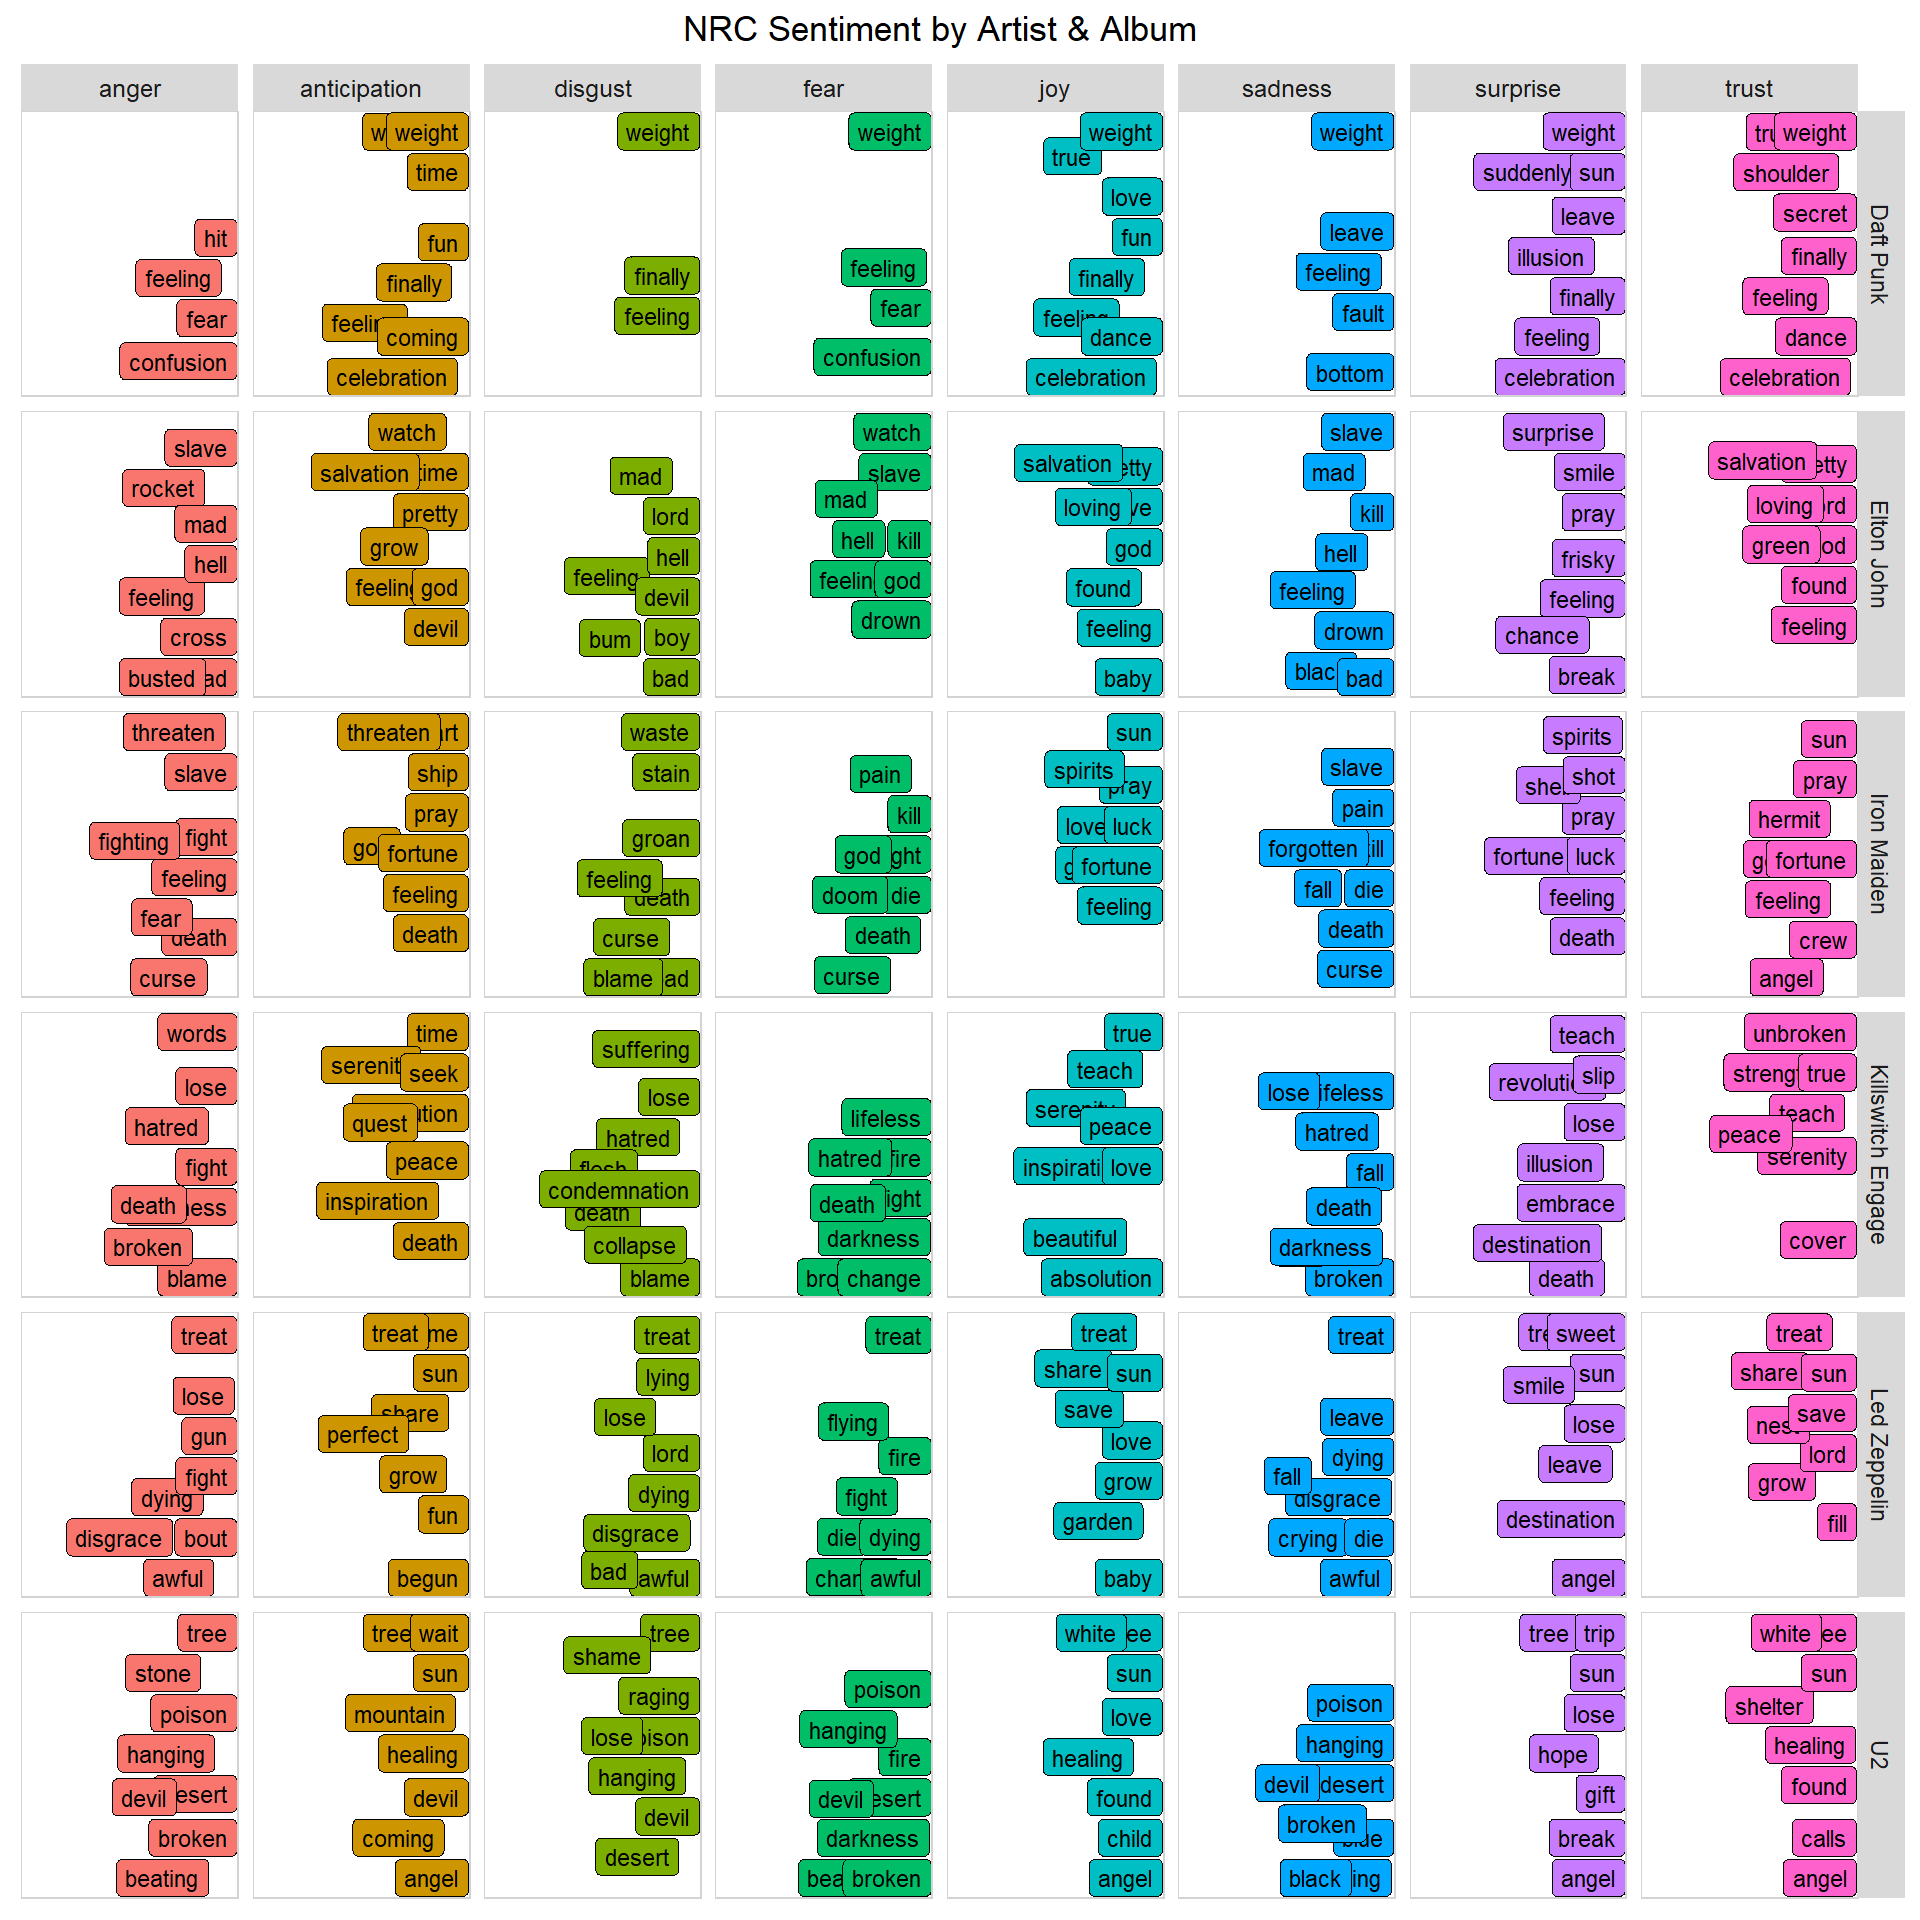 NRC Sentiment by Artist & Album
anger anticipation disgust fear joy sadness surprise trust
Daft Punk
hit
feeling
fear
confusion
weight
time
fun
finally
coming
celebration
weight
finally
feeling
weight
feeling
fear
confusion
weight
true
love
fun
finally
dance
celebration
weight
leave
feeling
fault
bottom
weight
suddenly sun
leave
illusion
finally
feeling
celebration
weight
shoulder
secret
finally
feeling
dance
celebration
Elton John
slave
rocket
mad
hell
feeling
cross
busted
watch
salvation
pretty
grow
god
devil
mad
lord
hell
feeling
devil
bum boy
bad
watch
slave
mad
hell kill
god
drown
salvation
loving
god
found
feeling
baby
slave
mad
kill
hell
feeling
drown
bad
surprise
smile
pray
frisky
feeling
chance
break
salvation
loving
green
found
feeling
Iron Maiden
threaten
slave
fighting fight
feeling
fear
death
curse
threaten
ship
pray
fortune
feeling
death
waste
stain
groan
feeling
death
curse
blame
pain
kill
god
doom die
death
curse
sun
spirits
pray
love luck
fortune
feeling
slave
pain
forgotten
fall die
death
curse
spirits
shot
pray
fortune luck
feeling
death
sun
pray
hermit
fortune
feeling
crew
angel
Killswitch Engage
words
lose
hatred
fight
death
broken
blame
time
seek
quest
peace
inspiration
death
suffering
lose
hatred
flesh
condemnation
death
collapse
blame
lifeless
hatred fire
death
darkness
change
true
teach
serenity
peace
love
beautiful
absolution
lose lifeless
hatred
fall
death
darkness
broken
teach
slip
lose
illusion
embrace
destination
death
unbroken
true
teach
peace
serenity
cover
Led Zeppelin
treat
lose
gun
fight
dying
disgrace bout
awful
treat
sun
share
perfect
grow
fun
begun
treat
lying
lose
lord
dying
disgrace
bad awful
treat
flying
fire
fight
die dying
awful
treat
share sun
save
love
grow
garden
baby
treat
leave
dying
fall
disgrace
crying die
awful
sweet
sun
smile
lose
leave
destination
angel
treat
share sun
save
nest
lord
grow
fill
U2
tree
stone
poison
hanging
devil desert
broken
beating
tree wait
sun
mountain
healing
devil
coming
angel
tree
shame
raging
lose poison
hanging
devil
desert
poison
hanging
fire
devil desert
darkness
broken
white
sun
love
healing
found
child
angel
poison
hanging
devil desert
broken
blue
black
tree trip
sun
lose
hope
gift
break
angel
white
sun
shelter
healing
found
calls
angel